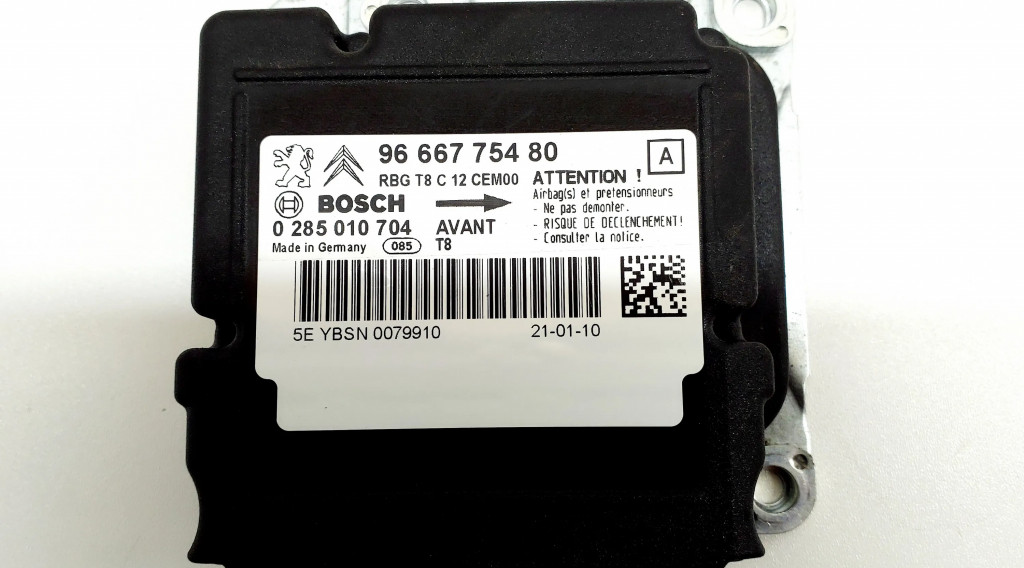 96 667 754 80
A
RBG T8 C 12 CEM00
ATTENTION !
Airbag(s) et pretensionneurs
- Ne pas demonter.
- RISQUE DE DECLENCHEMENT!
- Consulter la notice.
BOSCH
0 285 010 704 AVANT
Made in Germany 085 T8
5E YBSN 0079910 21-01-10